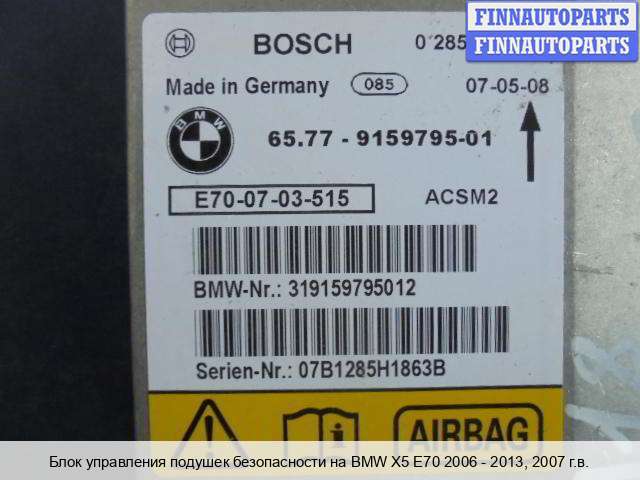 FINNAUTOPARTS
FINNAUTOPARTS
BOSCH 0 285
Made in Germany 085 07-05-08
BMW
65.77 - 9159795-01
E70-07-03-515 ACSM2
BMW-Nr.: 319159795012
Serien-Nr.: 07B1285H1863B
AIRBAG
Блок управления подушек безопасности на BMW X5 E70 2006 - 2013, 2007 г.в.